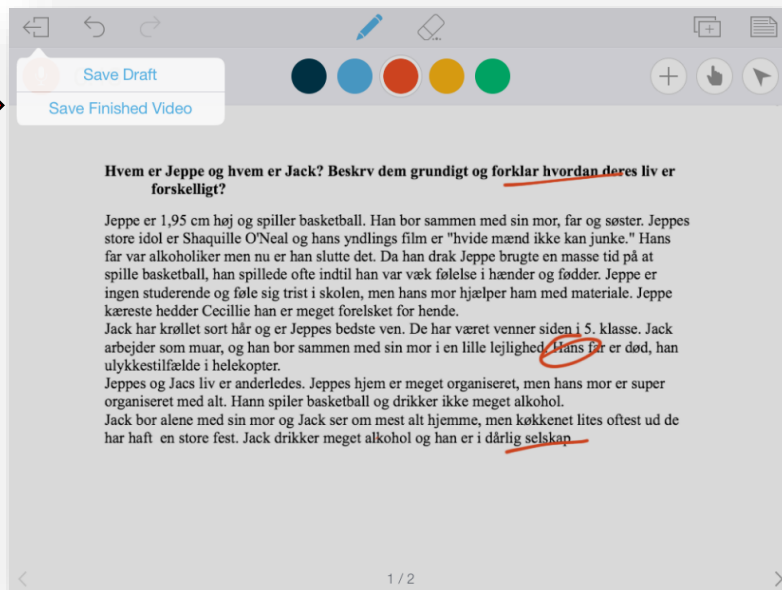 Save Draft
Save Finished Video
Hvem er Jeppe og hvem er Jack? Beskrv dem grundigt og forklar hvordan deres liv er
forskelligt?
Jeppe er 1,95 cm høj og spiller basketball. Han bor sammen med sin mor, far og søster. Jeppes
store idol er Shaquille O'Neal og hans yndlings film er "hvide mænd ikke kan junke." Hans
far var alkoholiker men nu er han slutte det. Da han drak Jeppe brugte en masse tid på at
spille basketball, han spillede ofte indtil han var væk følelse i hænder og fødder. Jeppe er
ingen studerende og føle sig trist i skolen, men hans mor hjælper ham med materiale. Jeppe
kæreste hedder Cecillie han er meget forelsket for hende.
Jack har krøllet sort hår og er Jeppes bedste ven. De har været venner siden i 5. klasse. Jack
arbejder som muar, og han bor sammen med sin mor i en lille lejlighed. Hans far er død, han
ulykkestilfælde i helekopter.
Jeppes og Jacs liv er anderledes. Jeppes hjem er meget organiseret, men hans mor er super
organiseret med alt. Hann spiler basketball og drikker ikke meget alkohol.
Jack bor alene med sin mor og Jack ser om mest alt hjemme, men køkkenet lites oftest ud de
har haft en store fest. Jack drikker meget alkohol og han er i dårlig selskap.
1 / 2